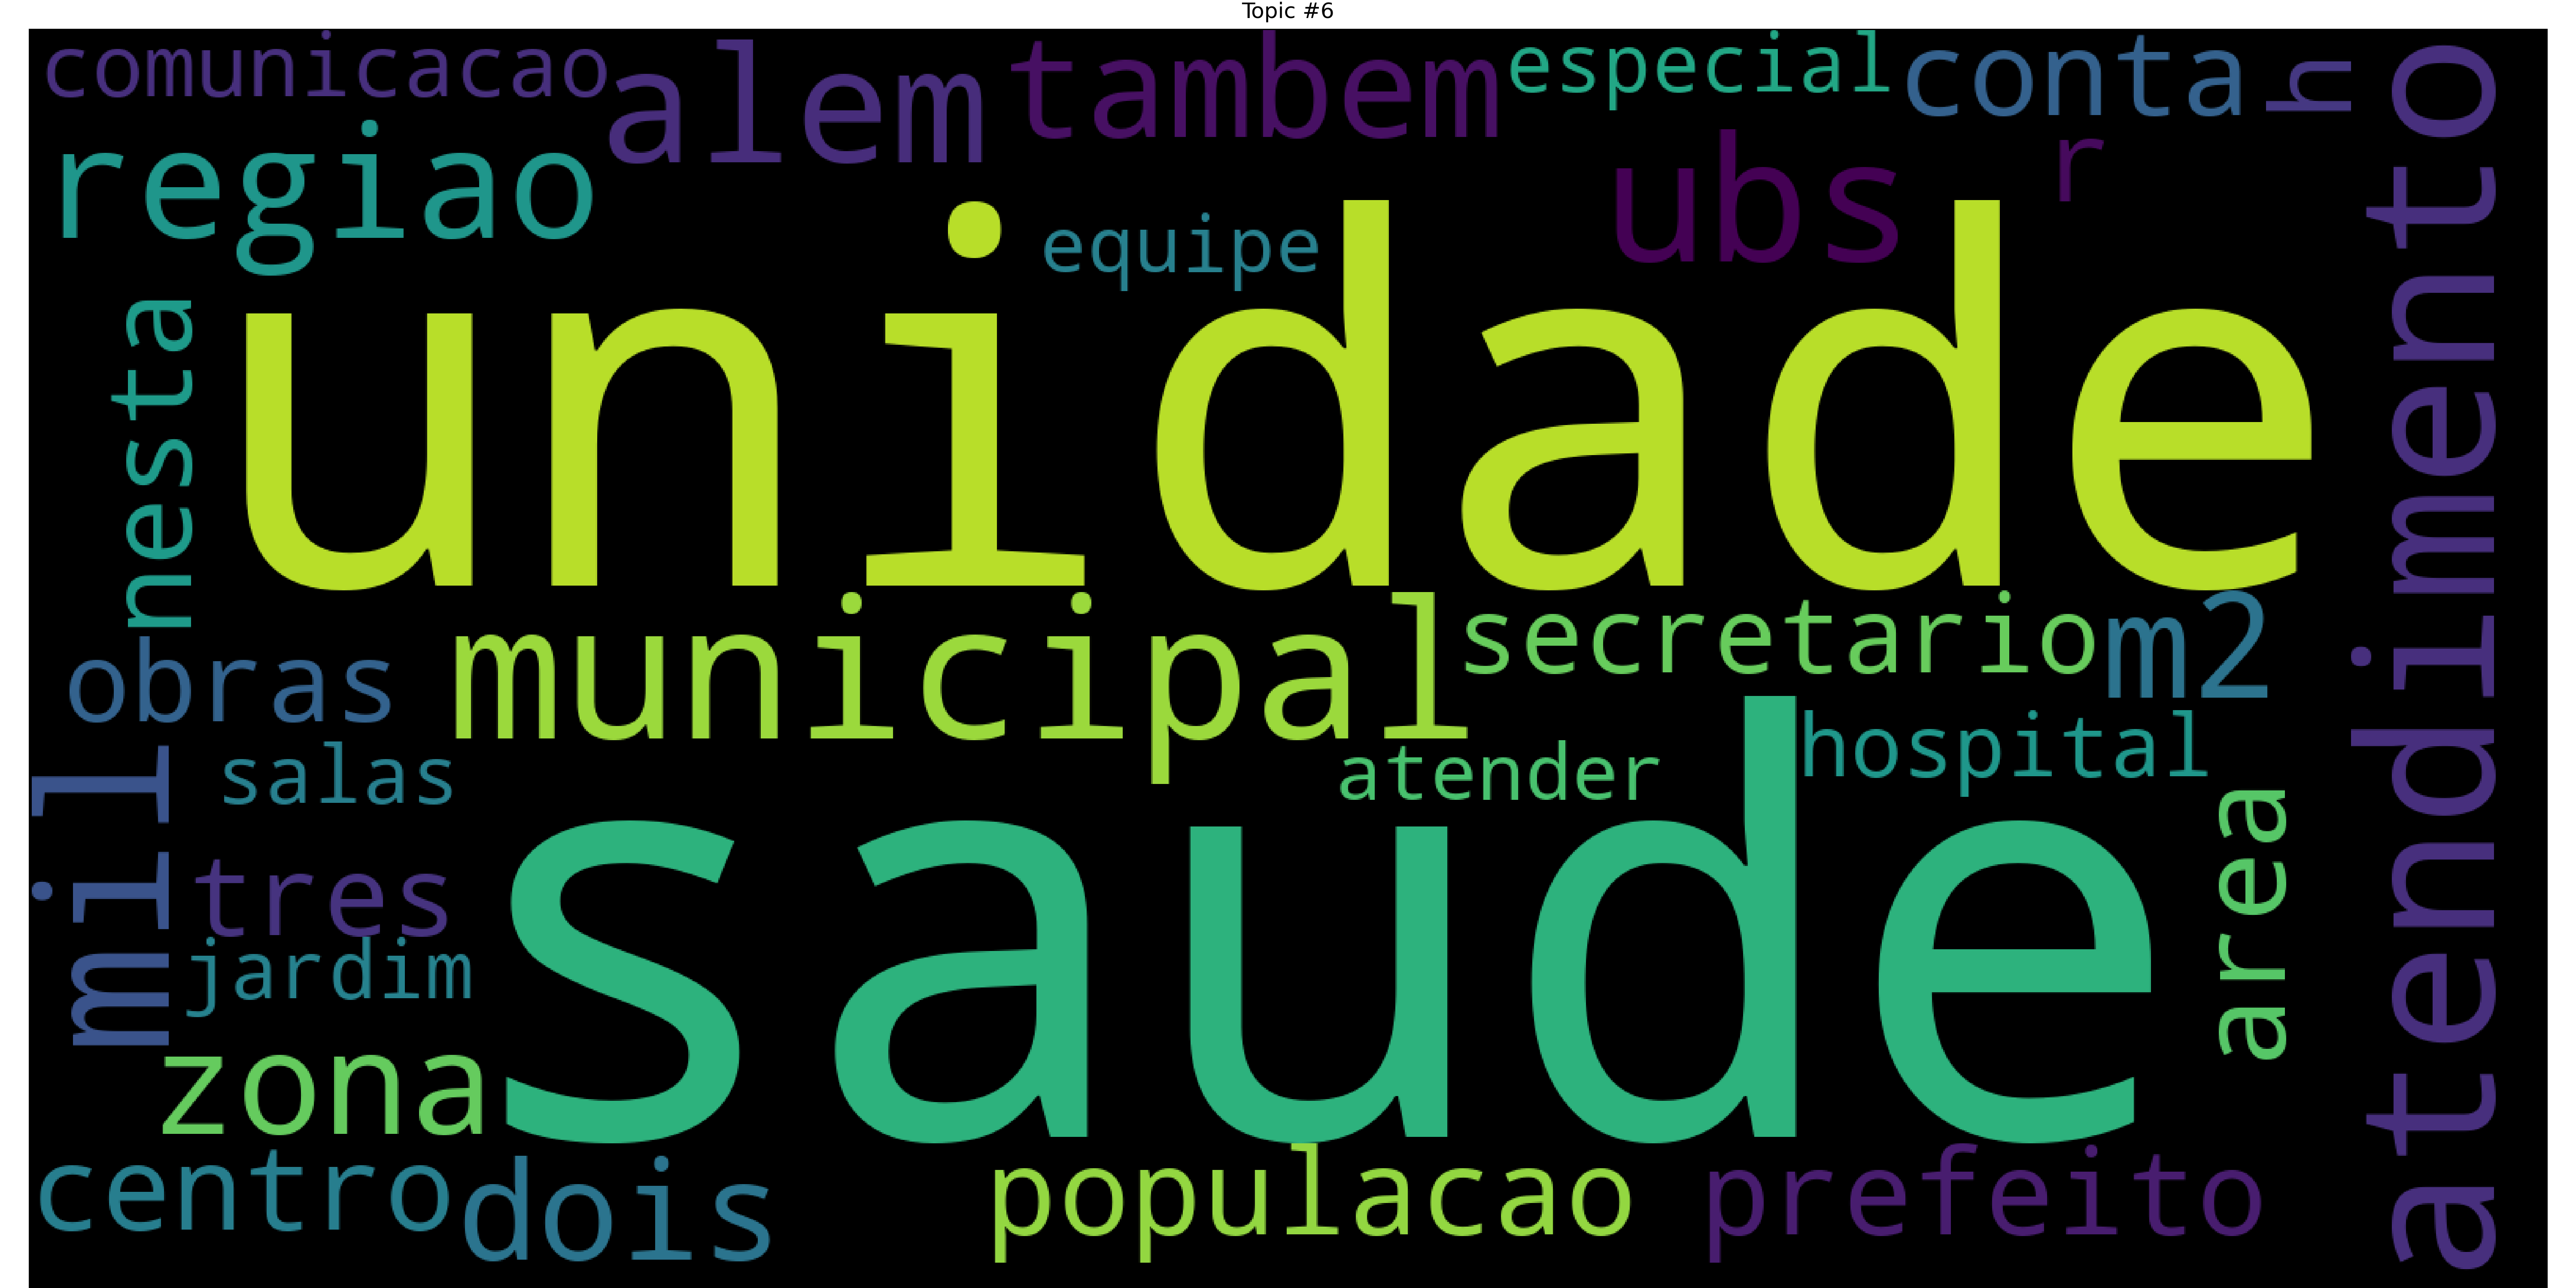 Topic #6
comunicacao
alem
tambem
especial
conta
h
atendimento
regiao
ubs
r
equipe
nesta
unidade
municipal
secretario
m2
obras
salas
atender
hospital
mil
tres
saude
area
jardim
zona
centro
dois
populacao
prefeito